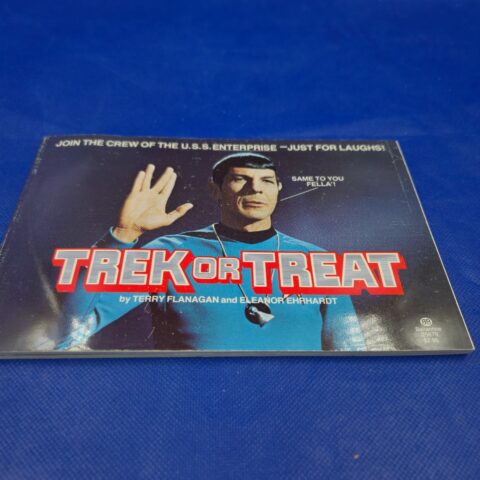 JOIN THE CREW OF THE U.S.S. ENTERPRISE —JUST FOR LAUGHS!
SAME TO YOU
FELLA'!
TREK OR TREAT
by TERRY FLANAGAN and ELEANOR EHRHARDT
Ballantine